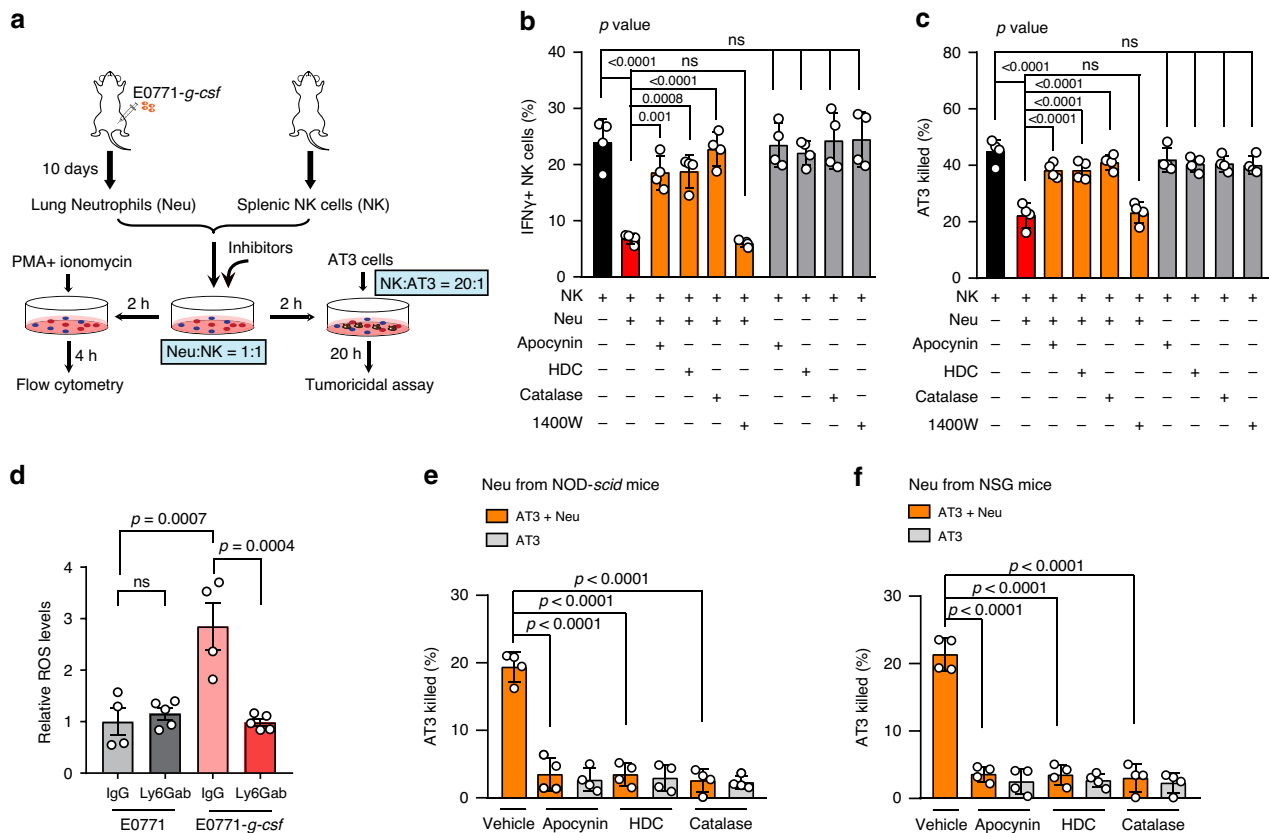 a
E0771-g-csf
10 days
Lung Neutrophils (Neu)
Splenic NK cells (NK)
Inhibitors
PMA+ ionomycin
AT3 cells
NK:AT3 = 20:1
2 h
2 h
Neu:NK = 1:1
4 h
20 h
Flow cytometry
Tumoricidal assay
b
p value
ns
<0.0001
ns
<0.0001
0.0008
0.001
IFNγ+ NK cells (%)
40
30
20
10
0
NK + + + + + + + + + +
Neu – + + + + + – – – –
Apocynin – – + – – – + – – –
HDC – – – + – – – + – –
Catalase – – – – + – – – + –
1400W – – – – – + – – – +
c
p value
ns
<0.0001
ns
<0.0001
<0.0001
<0.0001
AT3 killed (%)
80
60
40
20
0
NK + + + + + + + + + +
Neu – + + + + + – – – –
Apocynin – – + – – – + – – –
HDC – – – + – – – + – –
Catalase – – – – + – – – + –
1400W – – – – – + – – – +
d
p = 0.0007
p = 0.0004
ns
Relative ROS levels
4
3
2
1
0
IgG Ly6Gab IgG Ly6Gab
E0771 E0771-g-csf
e
Neu from NOD-scid mice
AT3 + Neu
AT3
p < 0.0001
p < 0.0001
p < 0.0001
AT3 killed (%)
30
20
10
0
Vehicle Apocynin HDC Catalase
f
Neu from NSG mice
AT3 + Neu
AT3
p < 0.0001
p < 0.0001
p < 0.0001
AT3 killed (%)
30
20
10
0
Vehicle Apocynin HDC Catalase